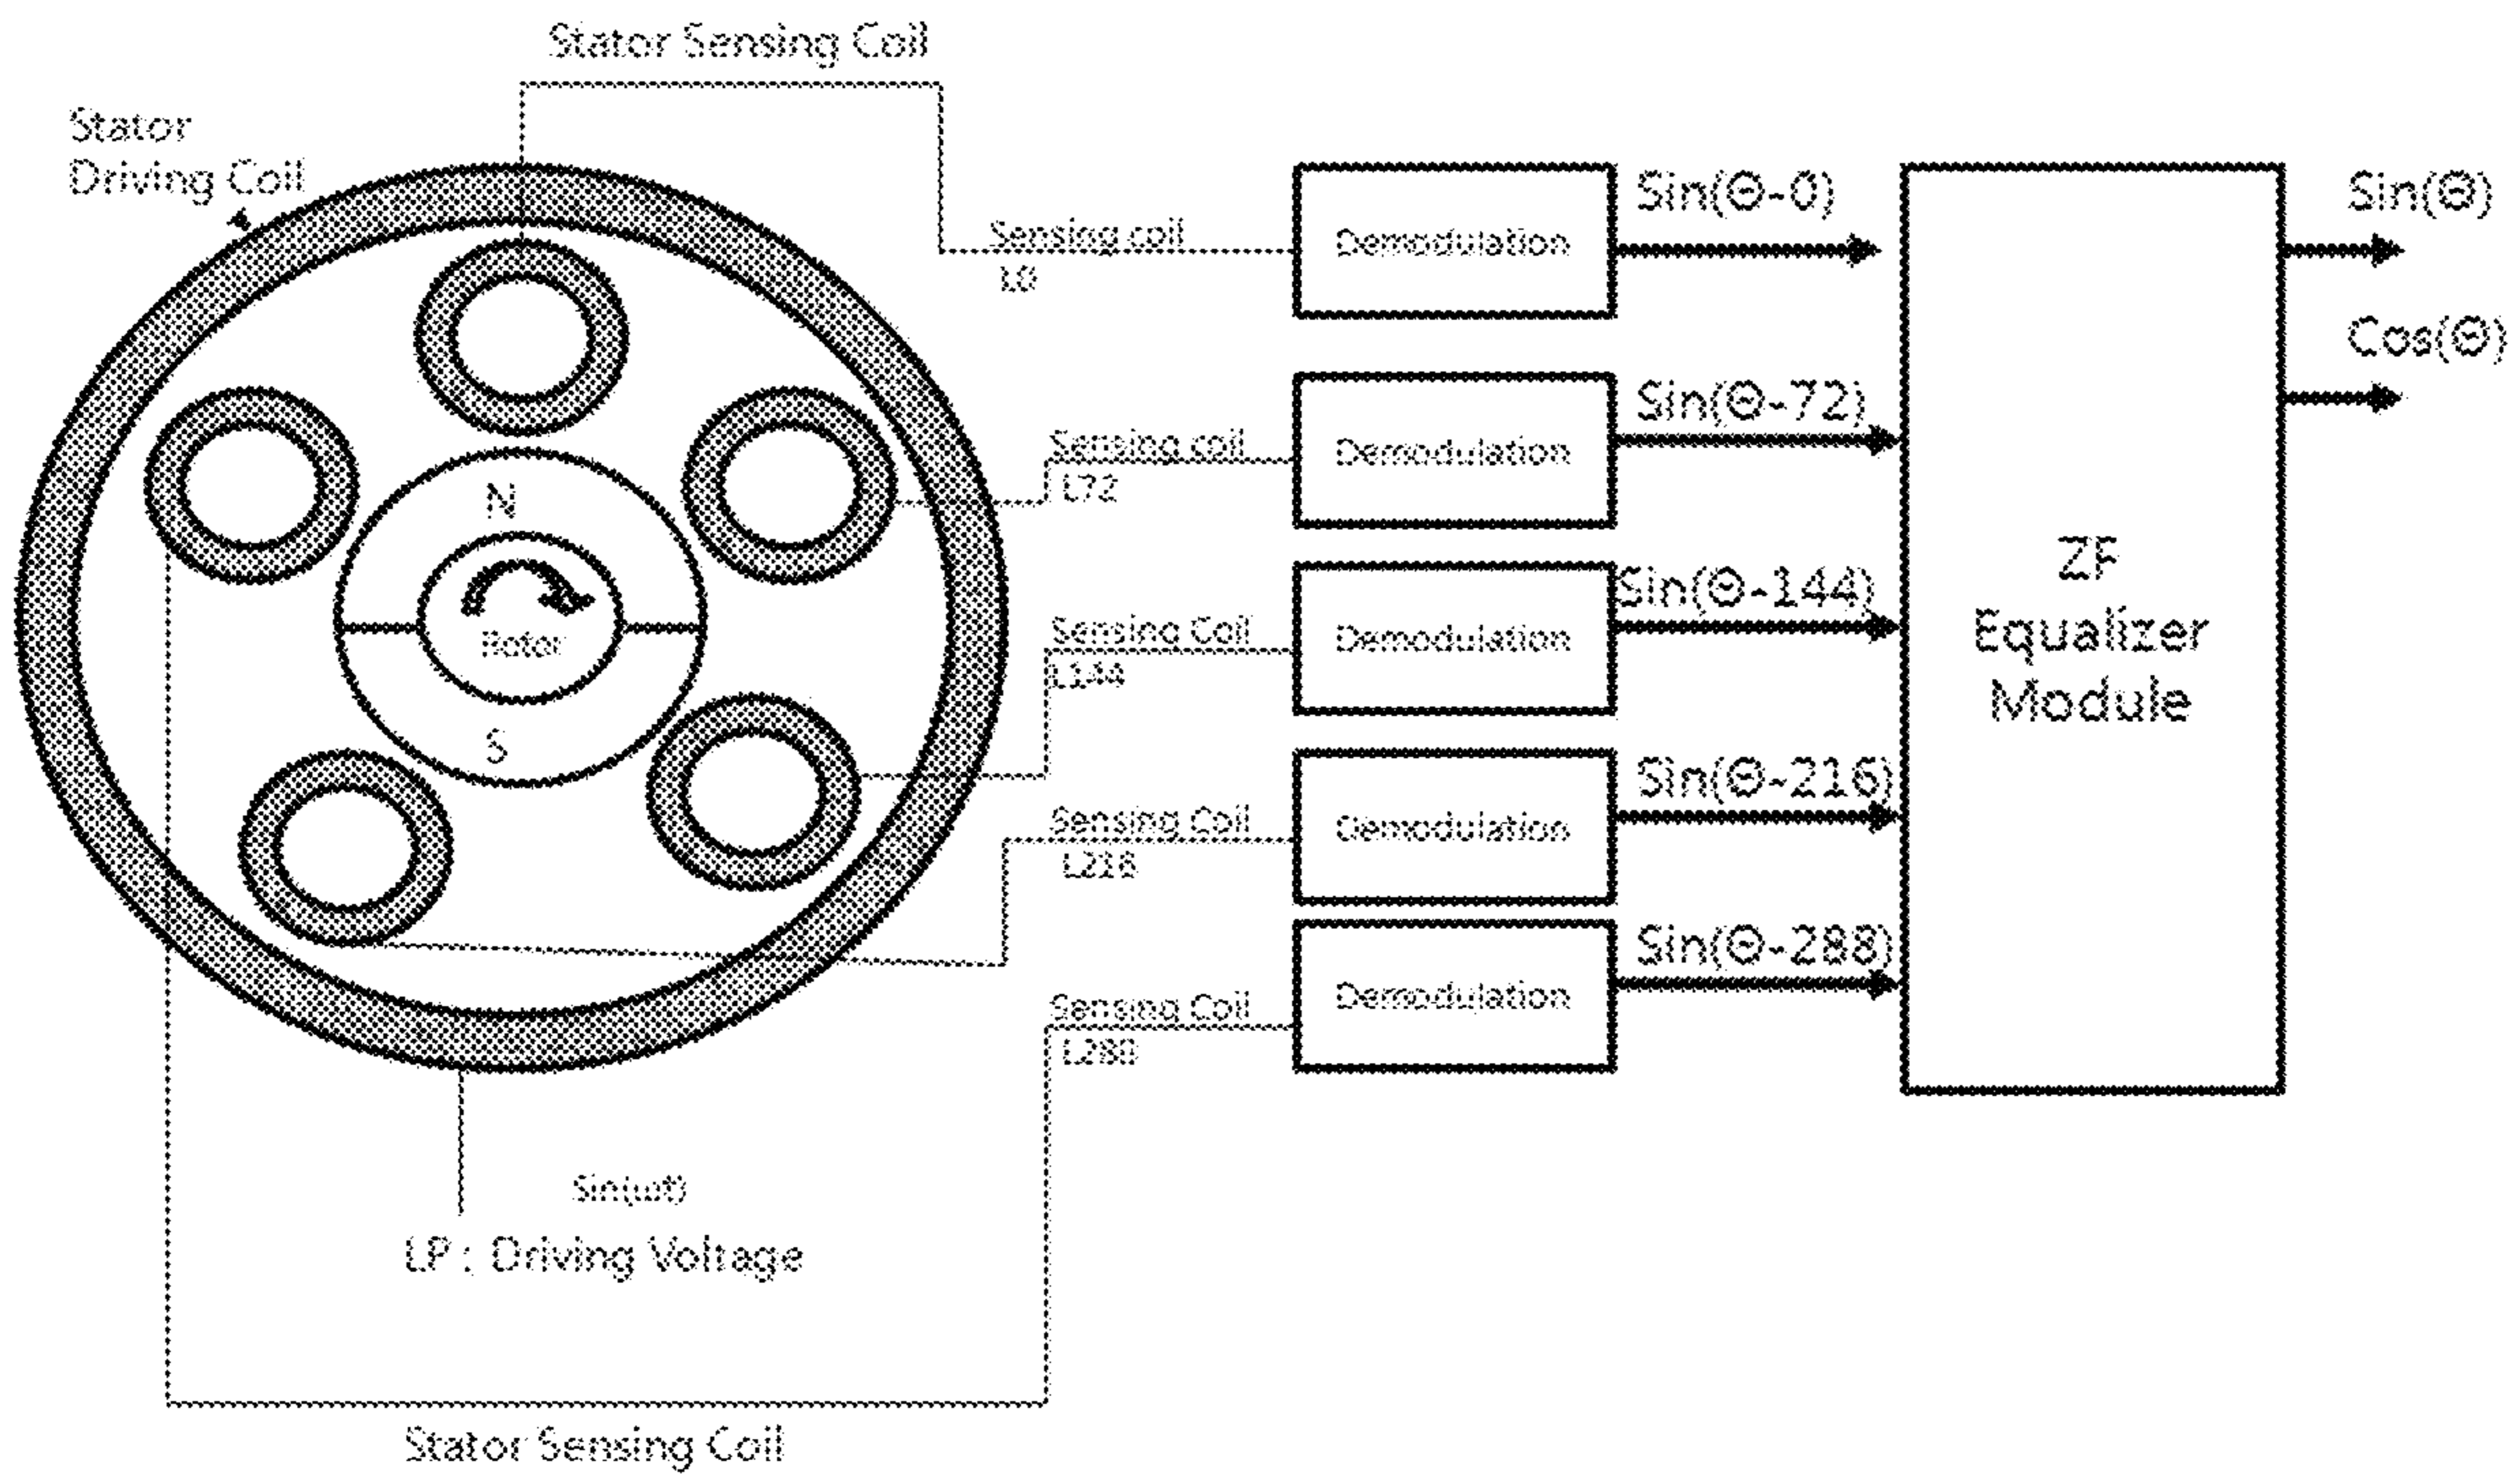 Stator Sensing Coil
Stator
Driving Coil
Sensing coil
L0
Demodulation
Sin(Θ-0)
Sin(Θ)
Cos(Θ)
Sensing coil
L72
Demodulation
Sin(Θ-72)
N
Rotor
S
Sensing Coil
L144
Demodulation
Sin(Θ-144)
ZF
Equalizer
Module
Sensing Coil
L216
Demodulation
Sin(Θ-216)
Sensing Coil
Demodulation
Sin(Θ-288)
Sin(ωt)
LP : Driving Voltage
Stator Sensing Coil